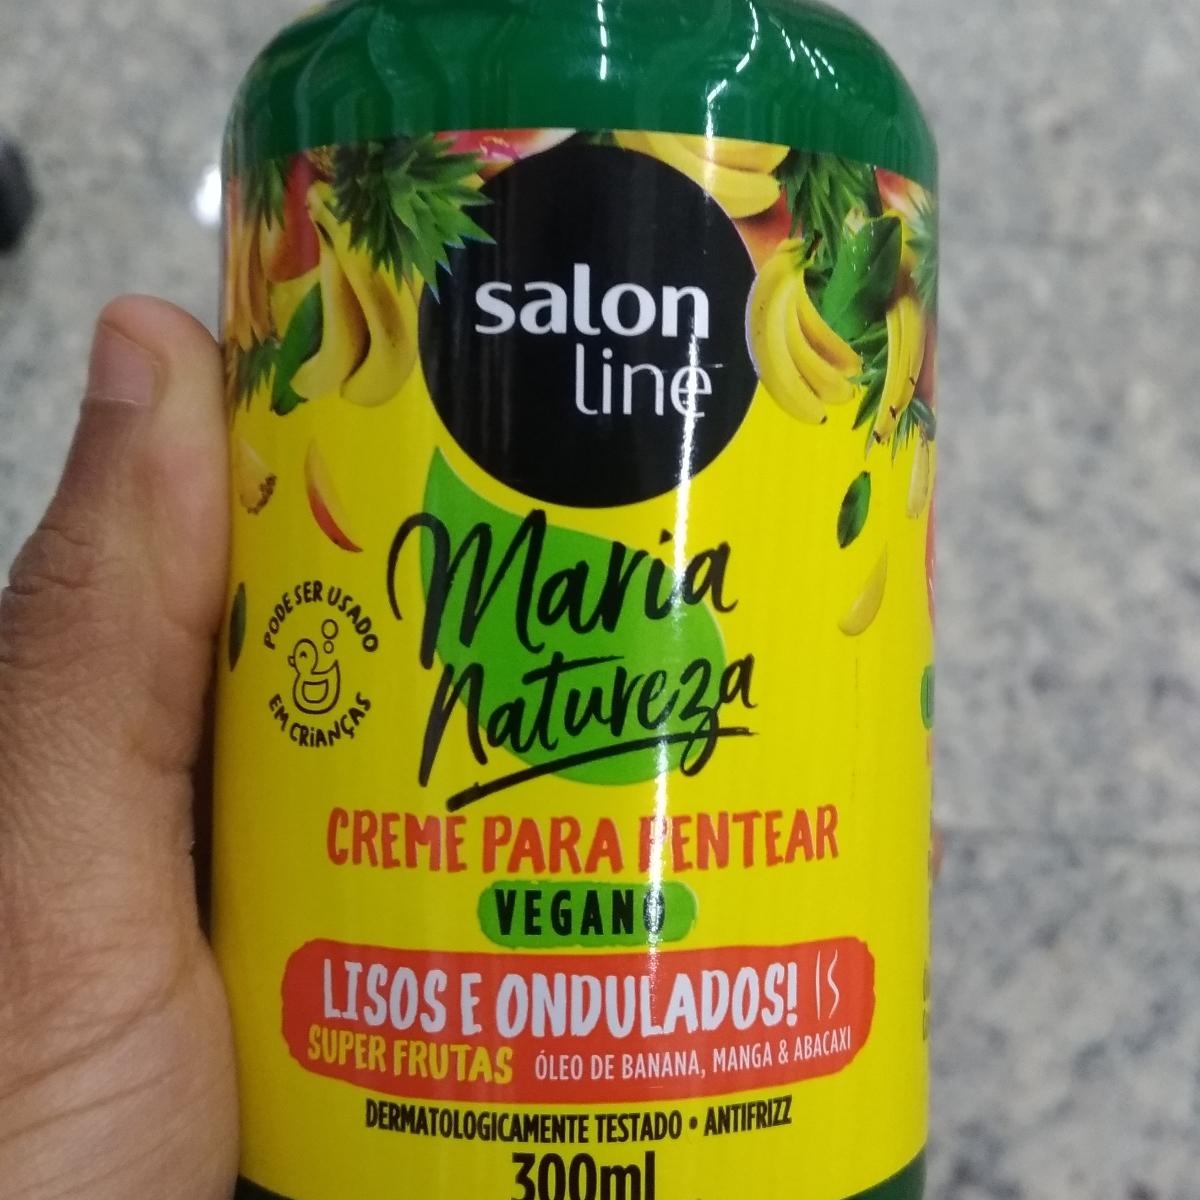 salon
line
Maria
Natureza
PODE SER USADO
EM CRIANÇAS
CREME PARA PENTEAR
VEGANO
LISOS E ONDULADOS!
SUPER FRUTAS ÓLEO DE BANANA, MANGA & ABACAXI
DERMATOLOGICAMENTE TESTADO • ANTIFRIZZ
300ml